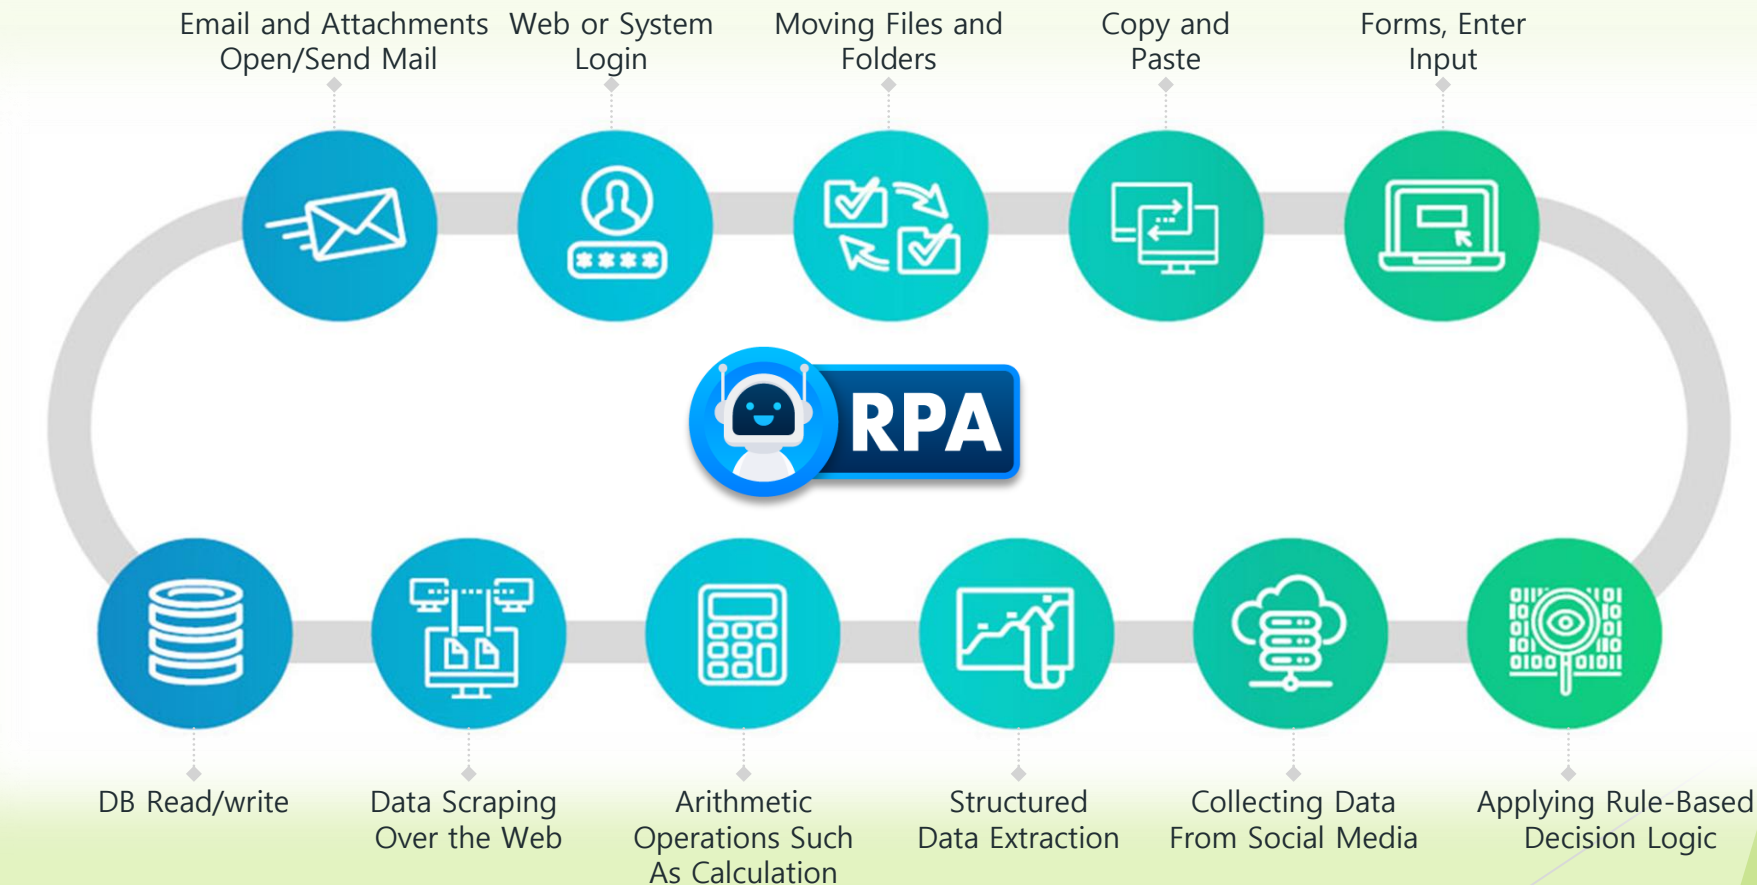 Email and Attachments
Open/Send Mail
Web or System
Login
Moving Files and
Folders
Copy and
Paste
Forms, Enter
Input
****
RPA
DB Read/write
Data Scraping
Over the Web
Arithmetic
Operations Such
As Calculation
Structured
Data Extraction
Collecting Data
From Social Media
Applying Rule-Based
Decision Logic